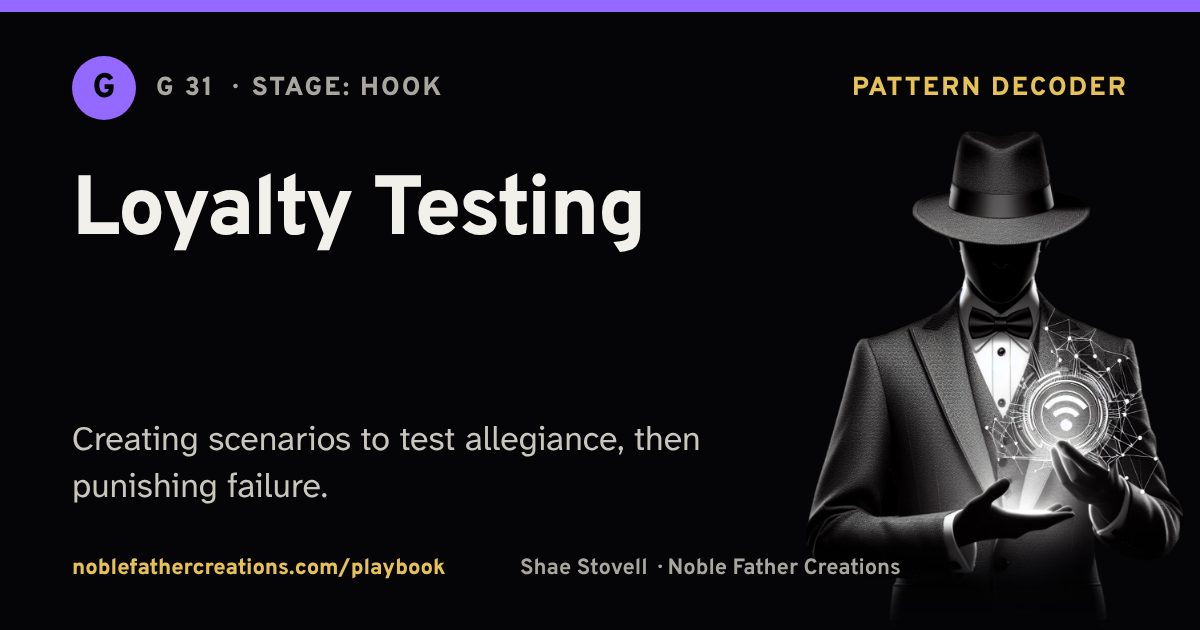 G
G 31 · STAGE: HOOK
PATTERN DECODER
Loyalty Testing
Creating scenarios to test allegiance, then
punishing failure.
noblefathercreations.com/playbook
Shae Stovell · Noble Father Creations